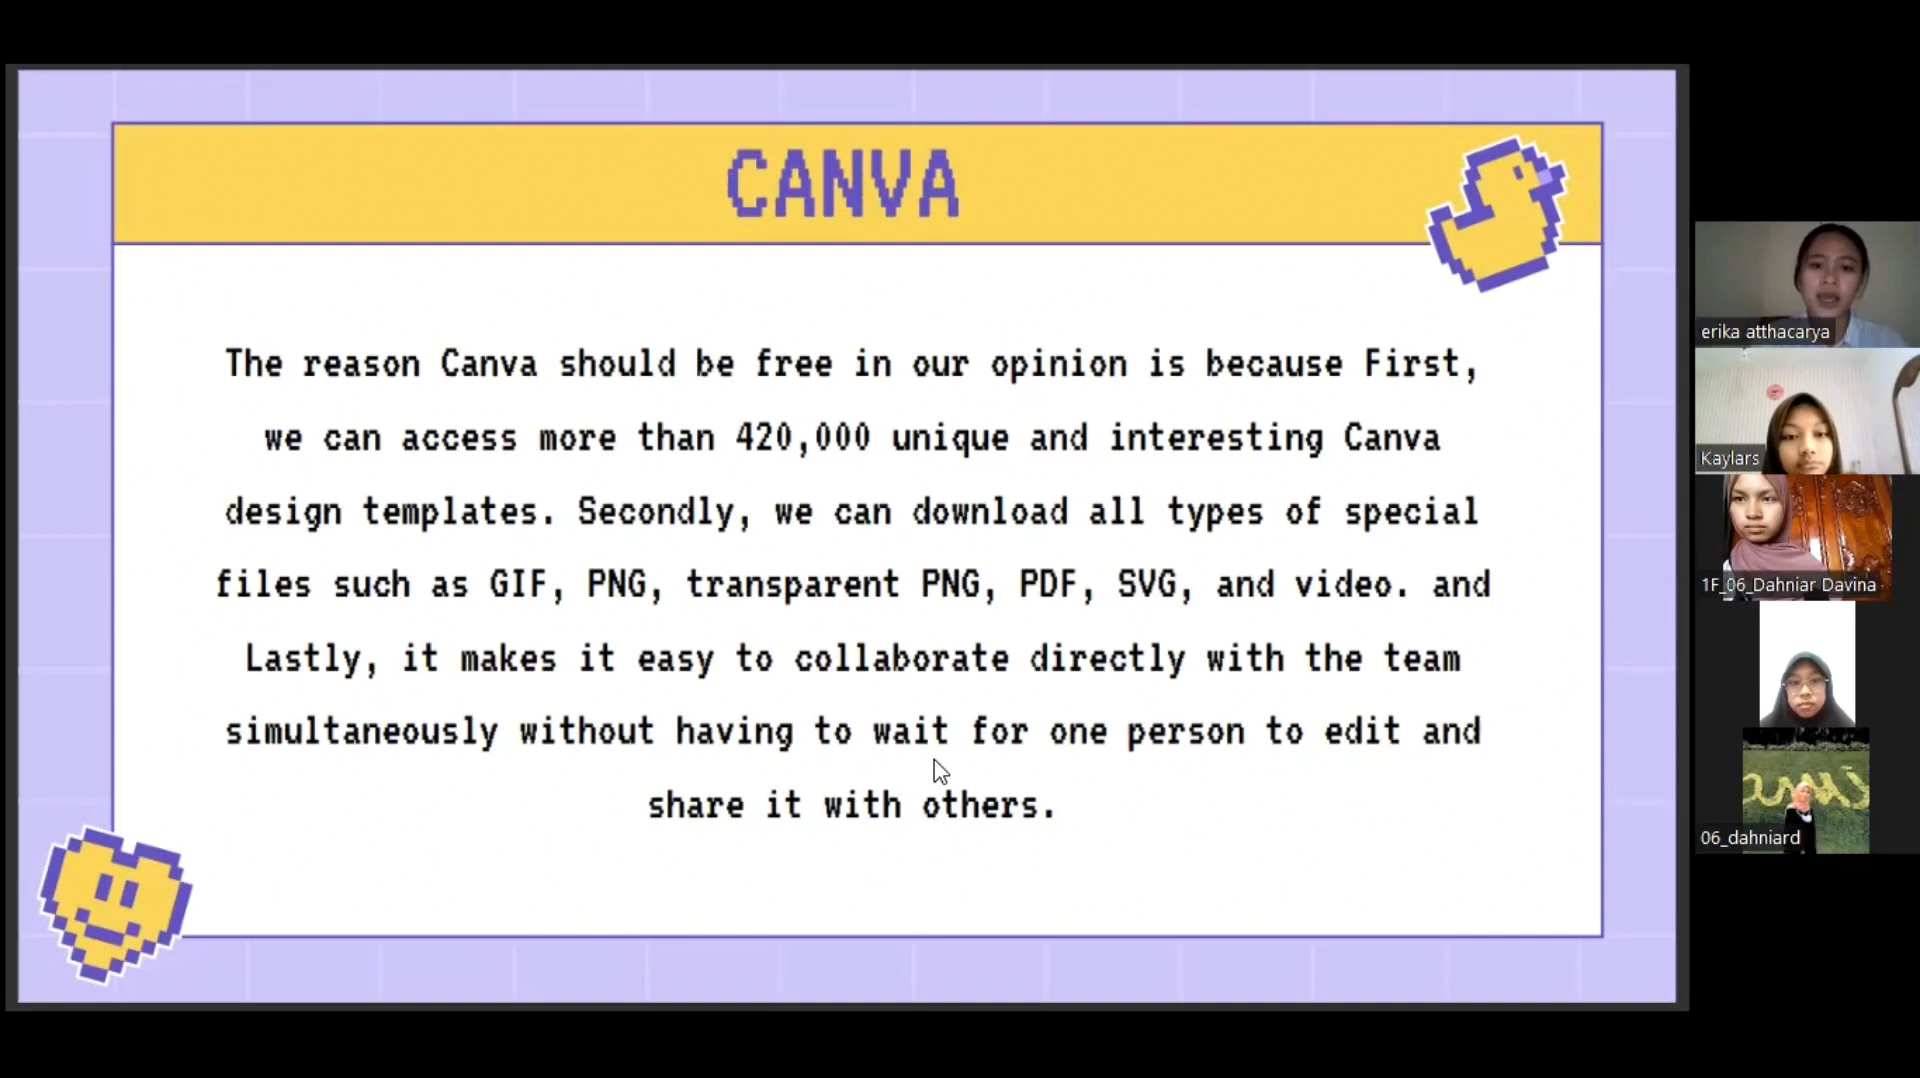 CANVA
The reason Canva should be free in our opinion is because First,
we can access more than 420,000 unique and interesting Canva
design templates. Secondly, we can download all types of special
files such as GIF, PNG, transparent PNG, PDF, SVG, and video. and
Lastly, it makes it easy to collaborate directly with the team
simultaneously without having to wait for one person to edit and
share it with others.
erika atthacarya
Kaylars
1F_06_Dahniar Davina
06_dahniard